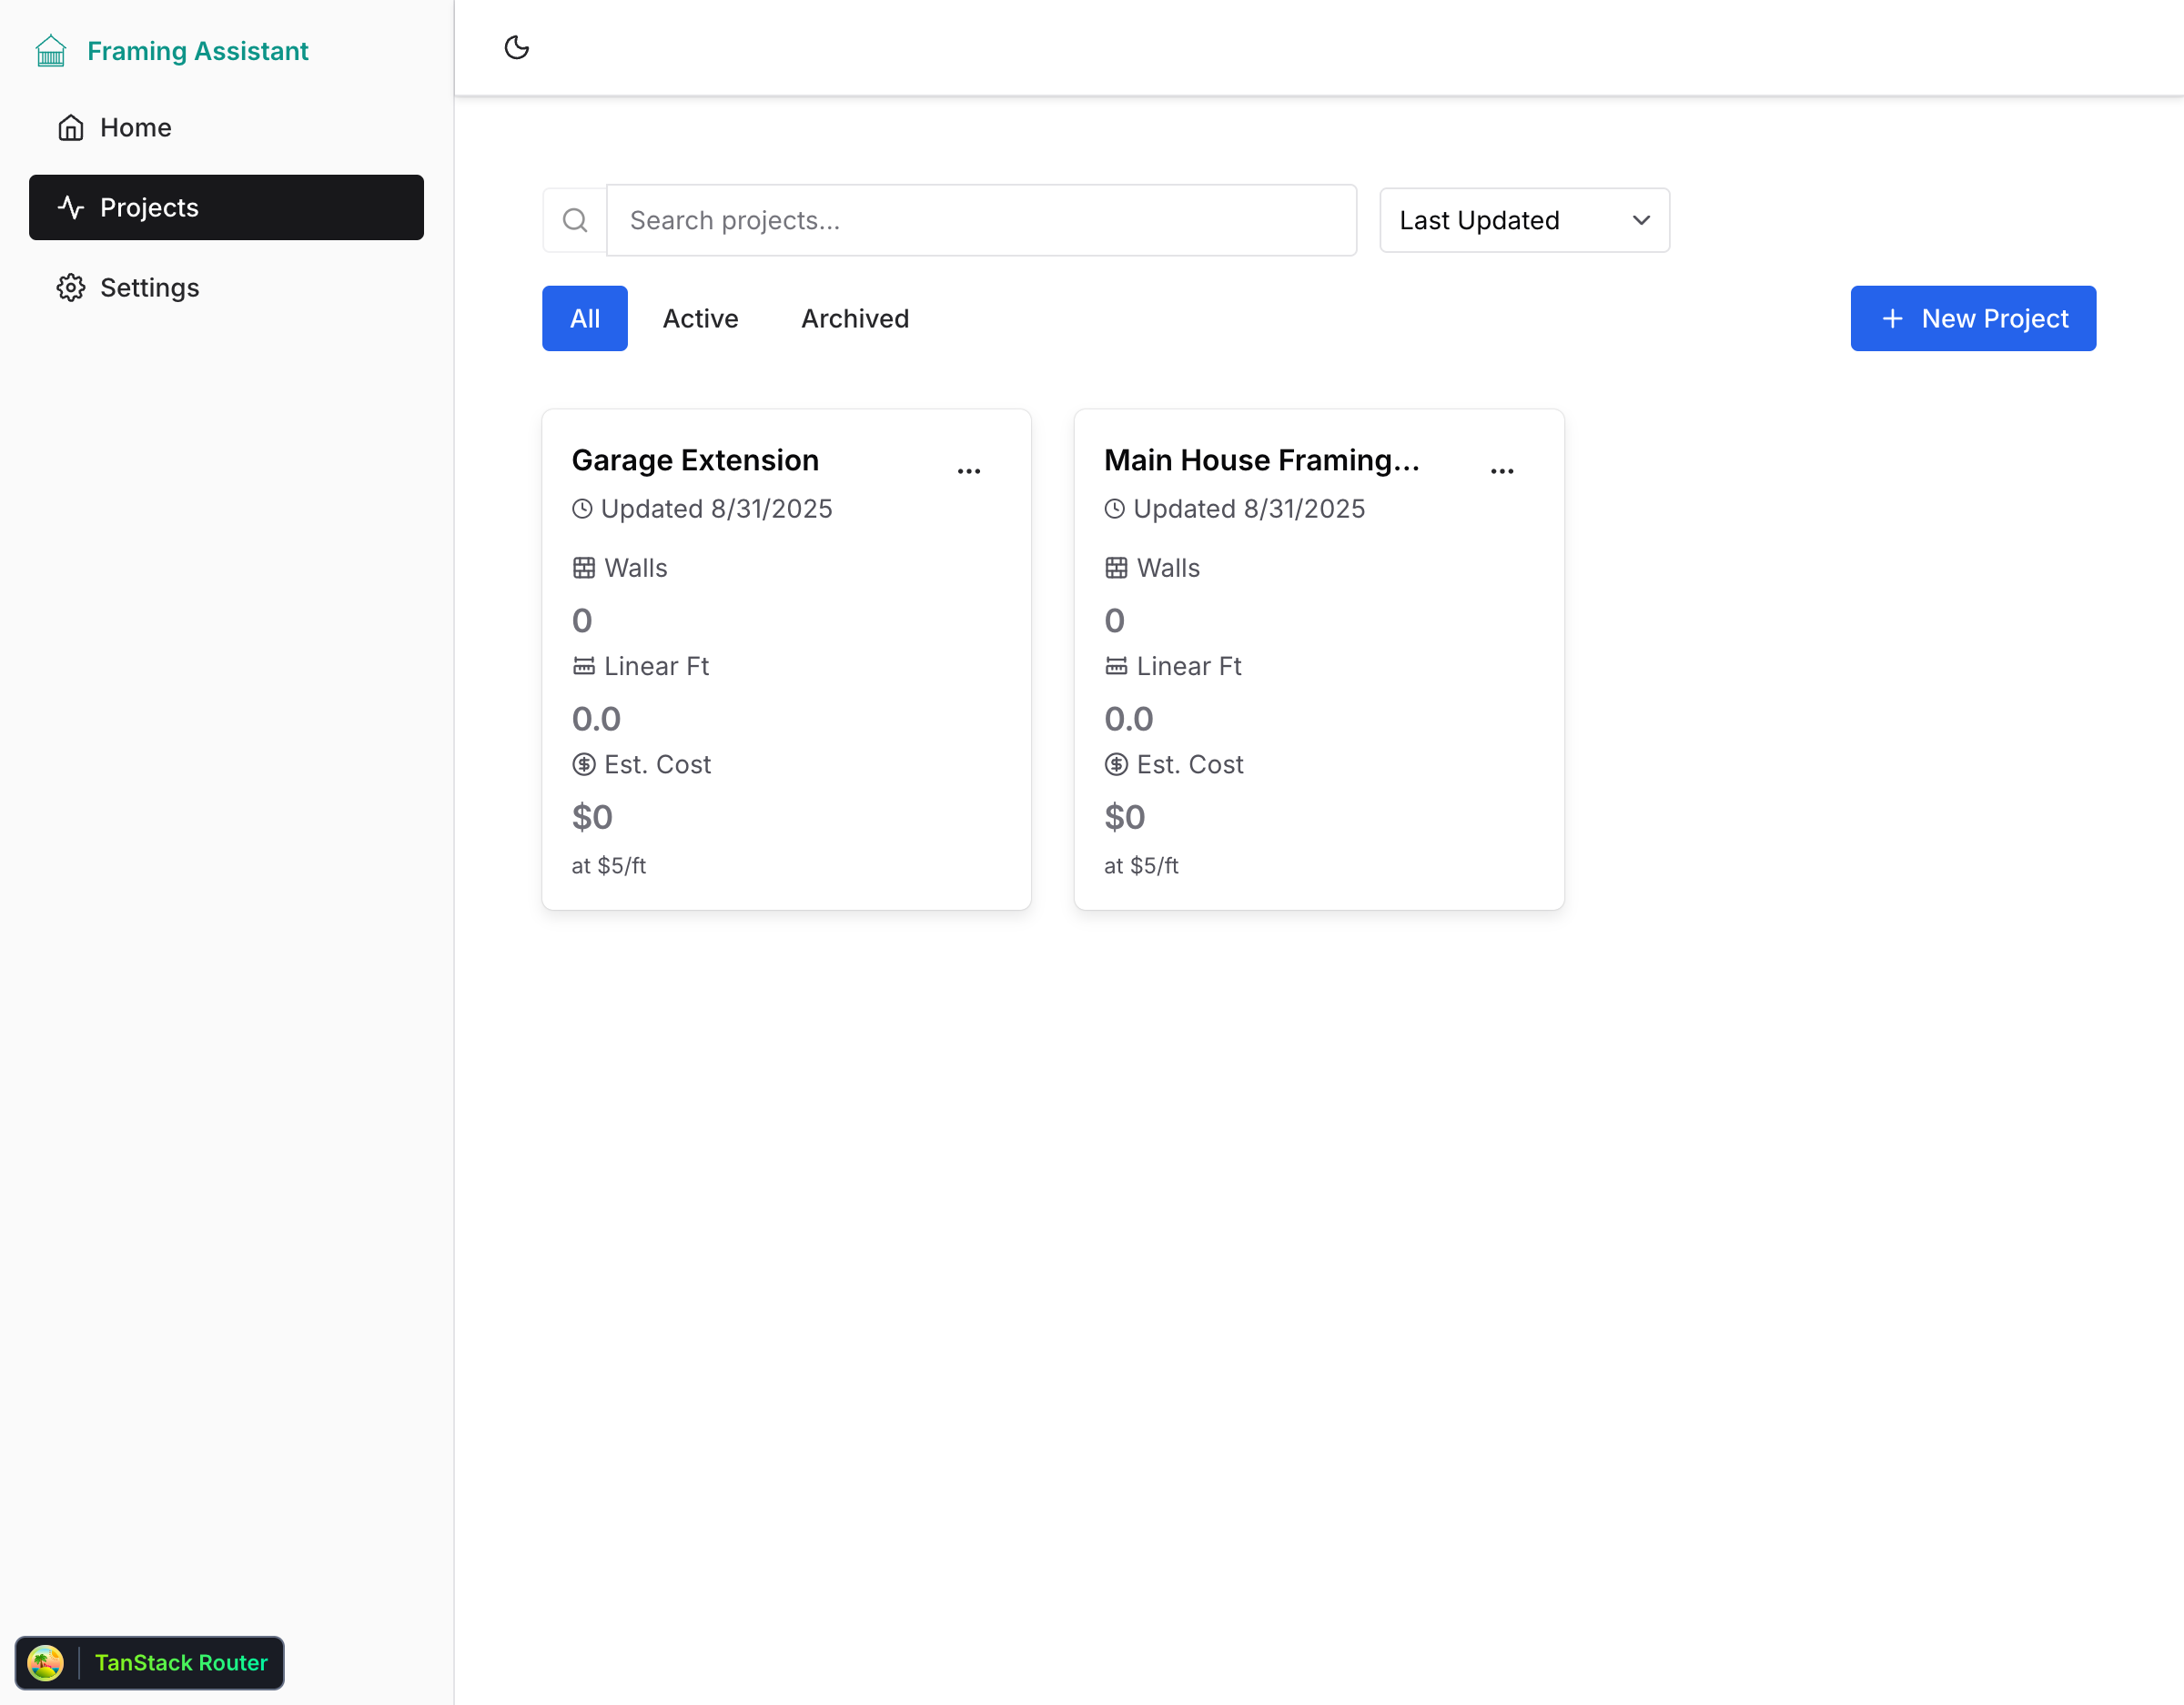 Framing Assistant
Home
Projects
Settings
Search projects...
Last Updated
All
Active
Archived
New Project
Garage Extension
Updated 8/31/2025
Walls
0
Linear Ft
0.0
Est. Cost
$0
at $5/ft
Main House Framing...
Updated 8/31/2025
Walls
0
Linear Ft
0.0
Est. Cost
$0
at $5/ft
TanStack Router